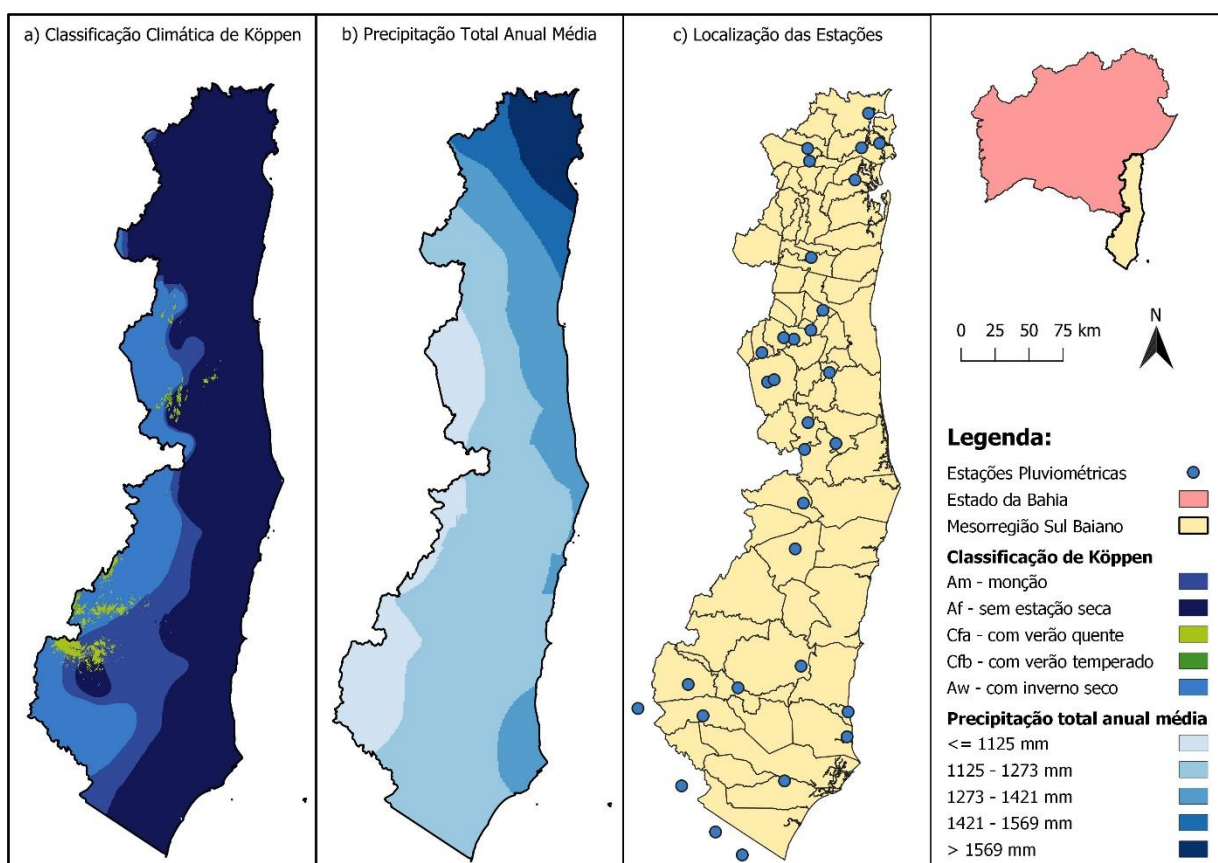 a) Classificação Climática de Köppen
b) Precipitação Total Anual Média
c) Localização das Estações
N
0 25 50 75 km
Legenda:
Estações Pluviométricas
Estado da Bahia
Mesorregião Sul Baiano
Classificação de Köppen
Am - monção
Af - sem estação seca
Cfa - com verão quente
Cfb - com verão temperado
Aw - com inverno seco
Precipitação total anual média
<= 1125 mm
1125 - 1273 mm
1273 - 1421 mm
1421 - 1569 mm
> 1569 mm